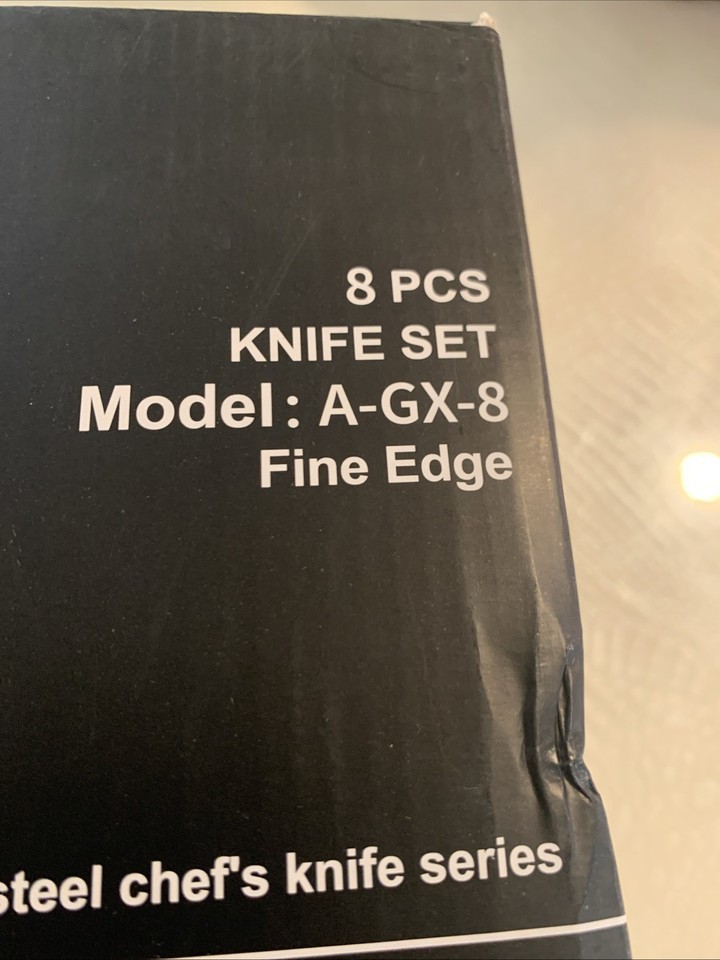 8 PCS
KNIFE SET
Model: A-GX-8
Fine Edge
steel chef's knife series